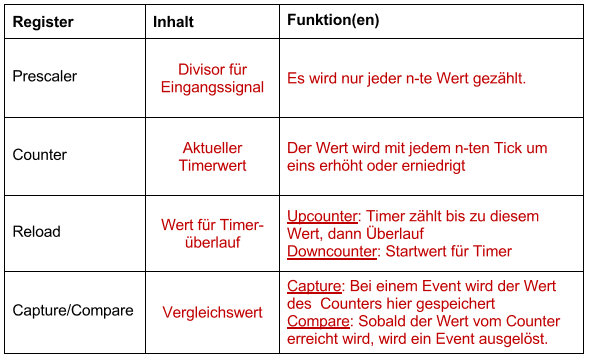 Register Inhalt Funktion(en)
Prescaler
Divisor für
Eingangssignal
Es wird nur jeder n-te Wert gezählt.
Counter
Aktueller
Timerwert
Der Wert wird mit jedem n-ten Tick um
eins erhöht oder erniedrigt
Reload
Wert für Timer-
überlauf
Upcounter: Timer zählt bis zu diesem
Wert, dann Überlauf
Downcounter: Startwert für Timer
Capture/Compare
Vergleichswert
Capture: Bei einem Event wird der Wert
des Counters hier gespeichert
Compare: Sobald der Wert vom Counter
erreicht wird, wird ein Event ausgelöst.